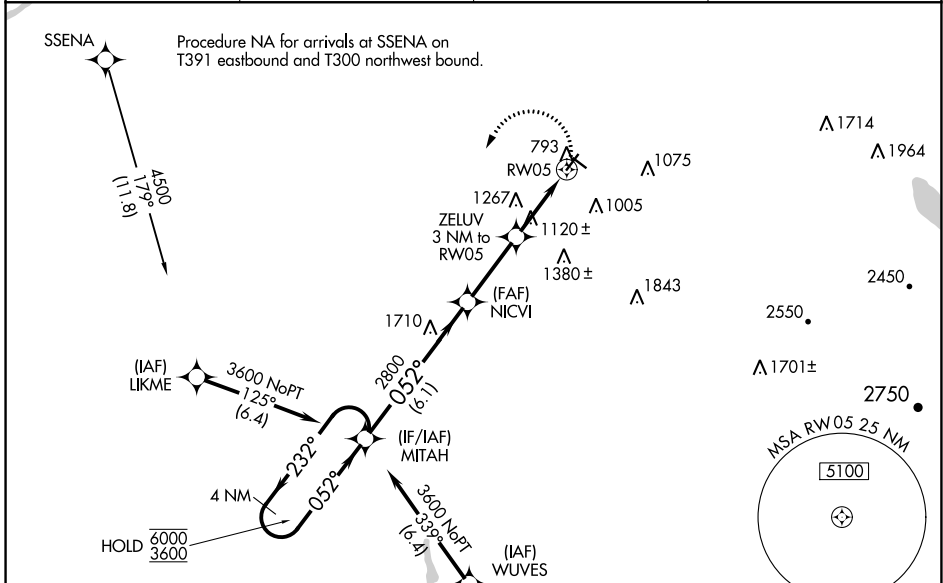 SSENA
Procedure NA for arrivals at SSENA on
T391 eastbound and T300 northwest bound.
4500
179°
(11.8)
793
RW05
1714
1964
1075
1267
1005
ZELUV
3 NM to
RW05
1120 ±
1380 ±
1843
2450
2550
(FAF)
NICVI
1710
1701±
2750
(IAF)
LIKME
3600 NoPT
125°
(6.4)
2800
052°
(6.1)
(IF/IAF)
MITAH
232°
052°
4 NM
HOLD 6000
3600
3600 NoPT
339°
(6.4)
(IAF)
WUVES
MSA RW 05 25 NM
5100